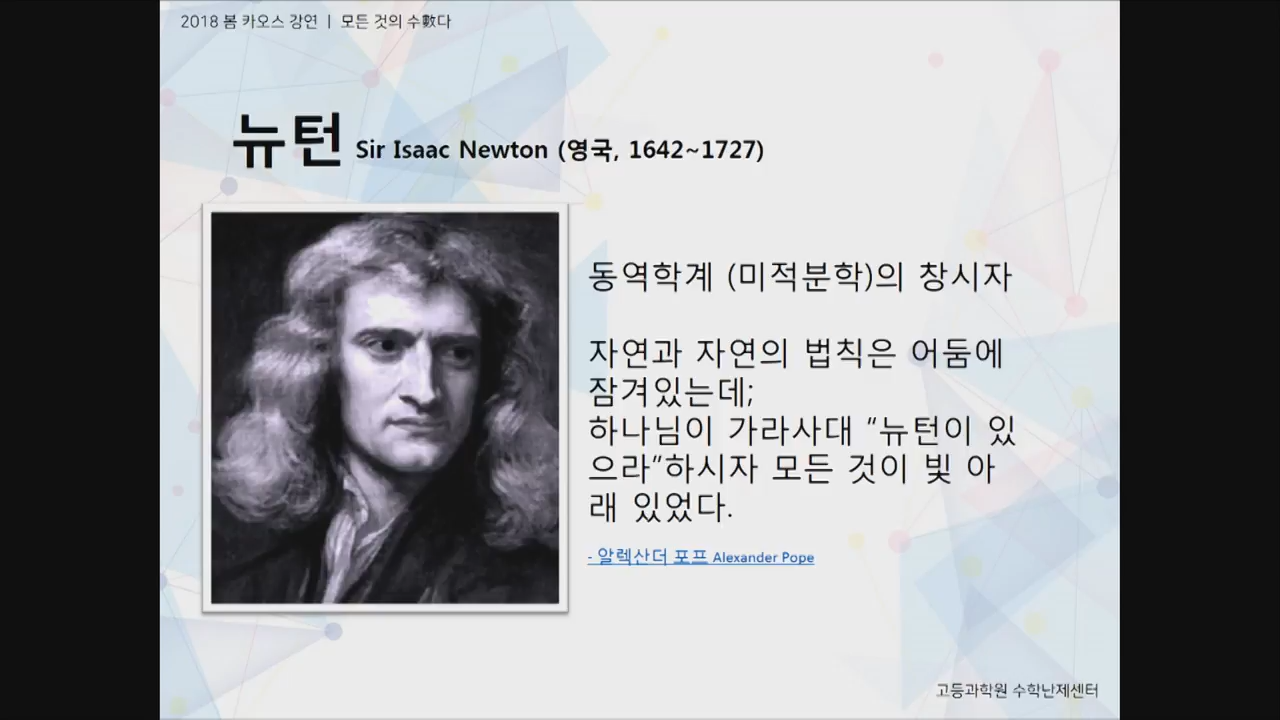 2018 봄 카오스 강연 | 모든 것의 수數다
뉴턴 Sir Isaac Newton (영국, 1642~1727)
동역학계 (미적분학)의 창시자
자연과 자연의 법칙은 어둠에
잠겨있는데;
하나님이 가라사대 “뉴턴이 있
으라”하시자 모든 것이 빛 아
래 있었다.
- 알렉산더 포프 Alexander Pope
고등과학원 수학난제센터